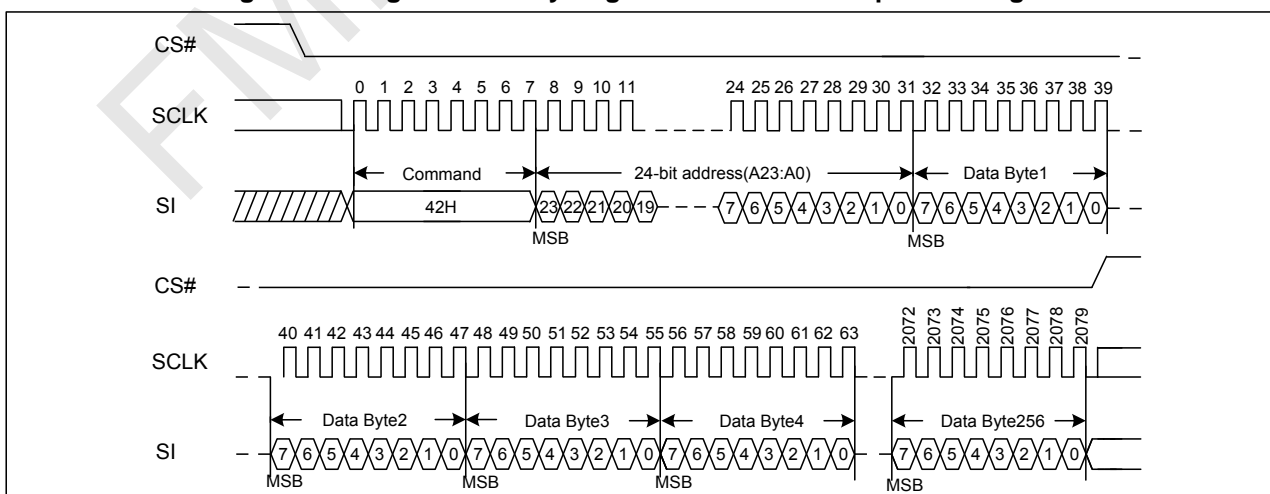 CS#
0 1 2 3 4 5 6 7 8 9 10 11 24 25 26 27 28 29 30 31 32 33 34 35 36 37 38 39
SCLK
Command 24-bit address(A23:A0) Data Byte1
SI 42H 23 22 21 20 19 7 6 5 4 3 2 1 0 7 6 5 4 3 2 1 0
MSB MSB
CS#
40 41 42 43 44 45 46 47 48 49 50 51 52 53 54 55 56 57 58 59 60 61 62 63 2072 2073 2074 2075 2076 2077 2078 2079
SCLK
Data Byte2 Data Byte3 Data Byte4 Data Byte256
SI 7 6 5 4 3 2 1 0 7 6 5 4 3 2 1 0 7 6 5 4 3 2 1 0 7 6 5 4 3 2 1 0
MSB MSB MSB MSB